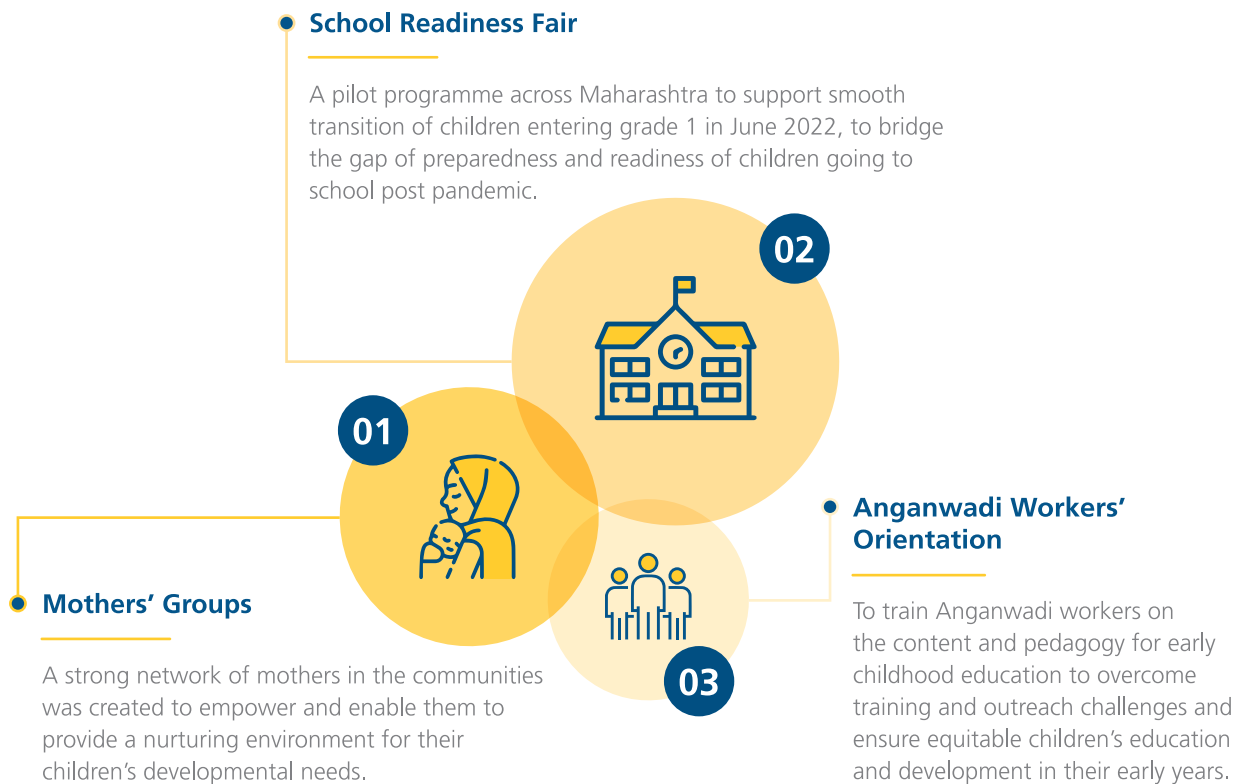 School Readiness Fair
A pilot programme across Maharashtra to support smooth
transition of children entering grade 1 in June 2022, to bridge
the gap of preparedness and readiness of children going to
school post pandemic.
02
01
Mothers’ Groups
A strong network of mothers in the communities
was created to empower and enable them to
provide a nurturing environment for their
children’s developmental needs.
03
Anganwadi Workers’
Orientation
To train Anganwadi workers on
the content and pedagogy for early
childhood education to overcome
training and outreach challenges and
ensure equitable children’s education
and development in their early years.